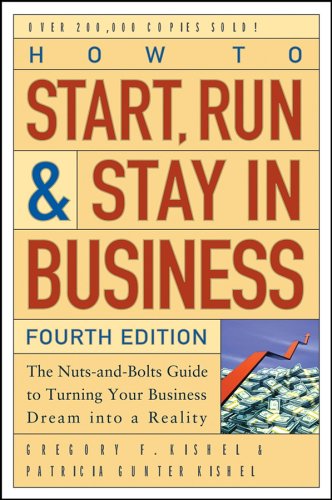 OVER 200,000 COPIES SOLD!
HOW TO
START, RUN
& STAY IN
BUSINESS
FOURTH EDITION
The Nuts-and-Bolts Guide
to Turning Your Business
Dream into a Reality
GREGORY F. KISHEL &
PATRICIA GUNTER KISHEL